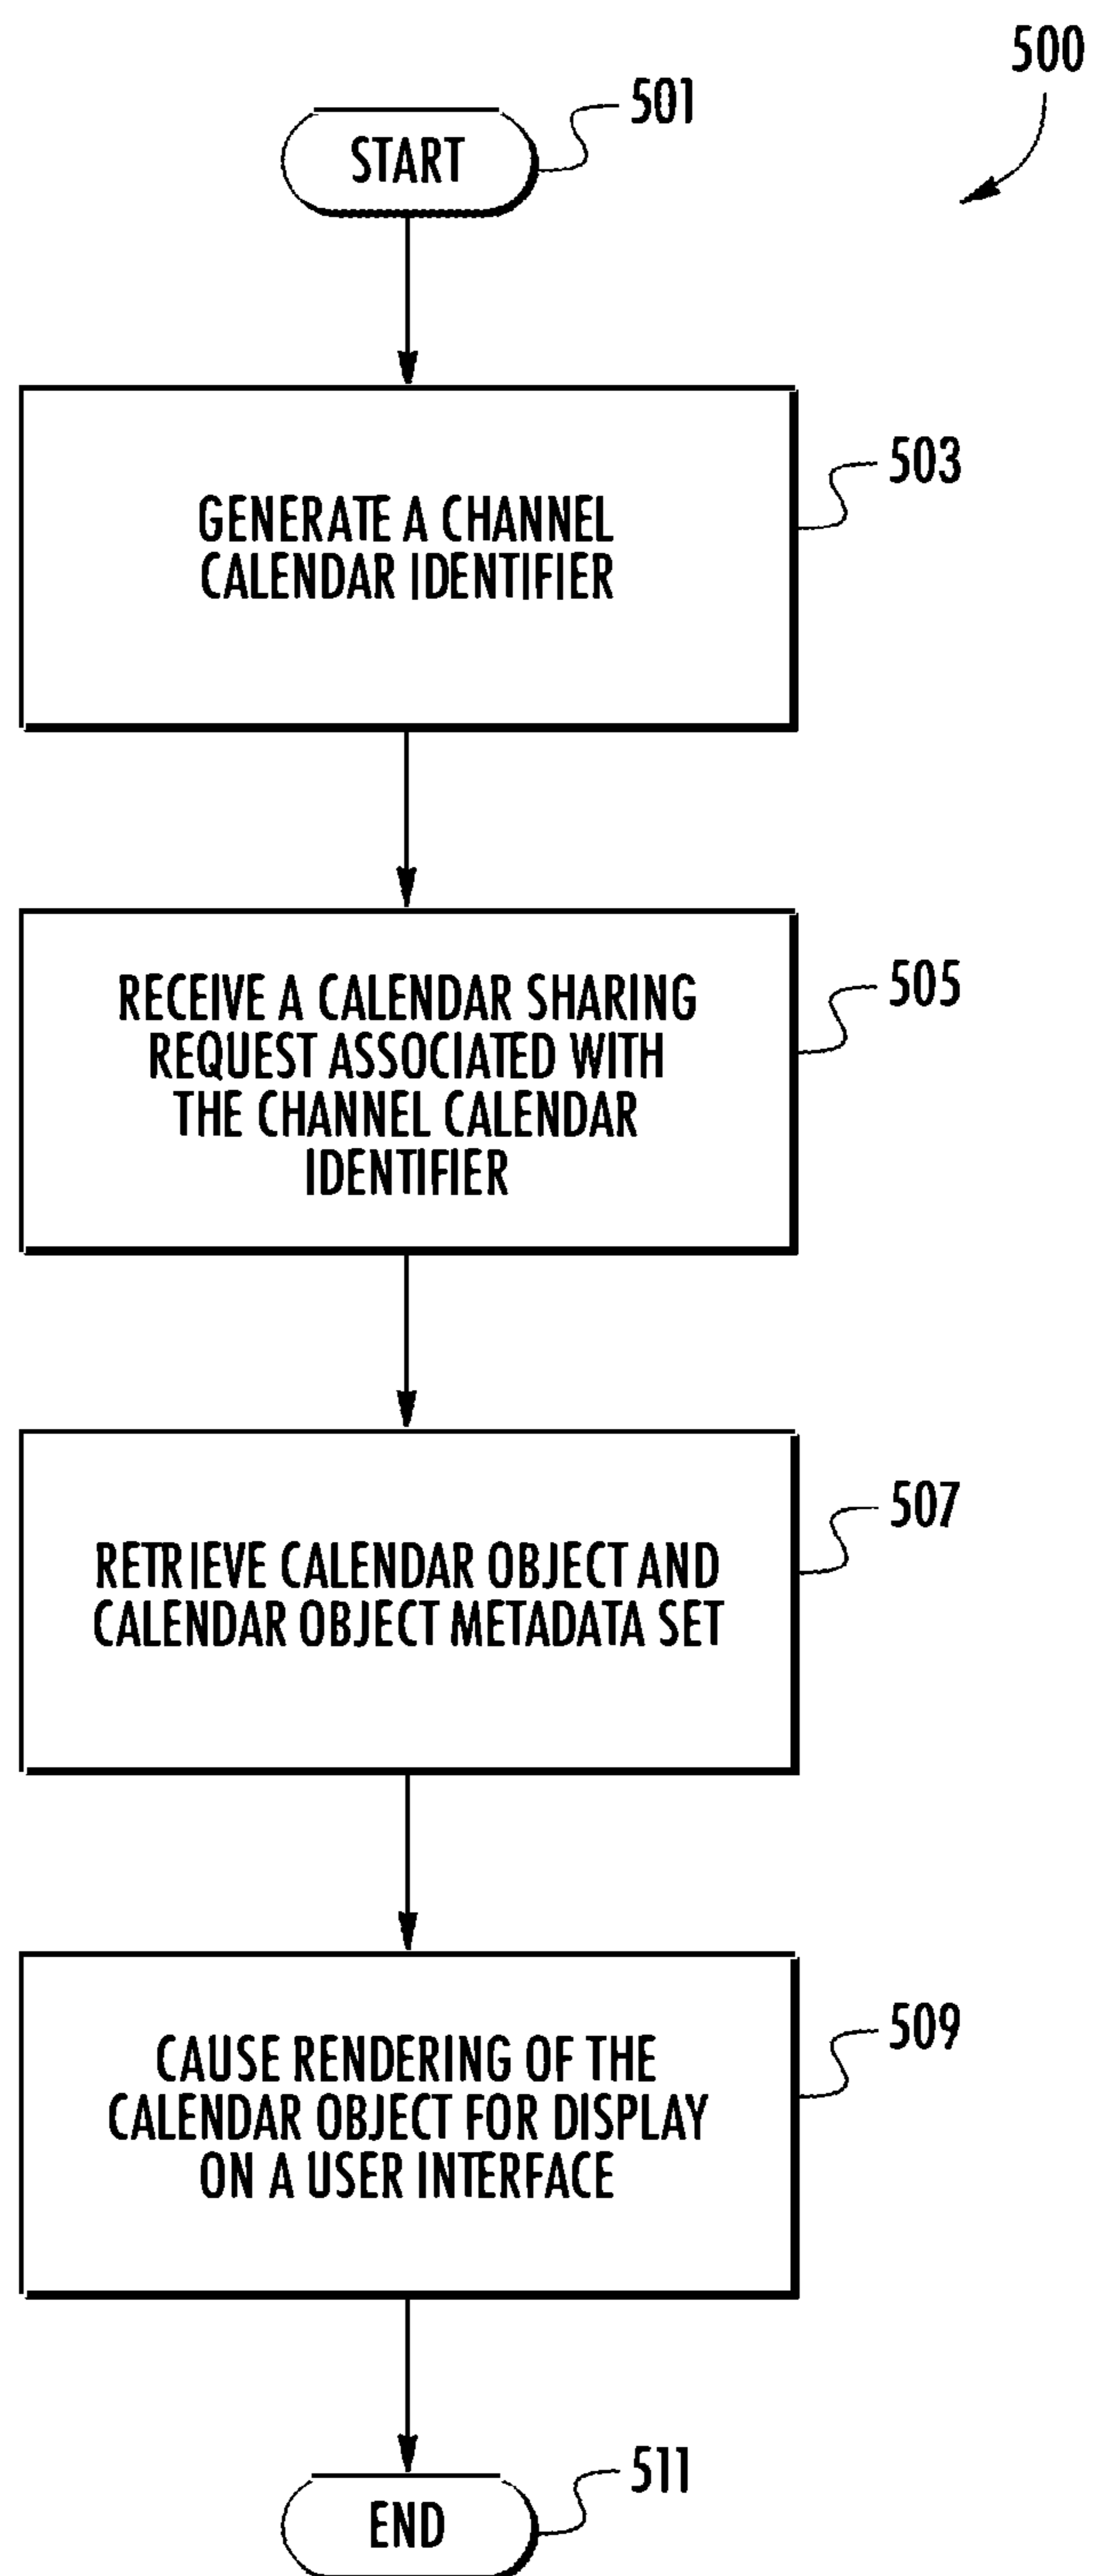 500
START
501
GENERATE A CHANNEL
CALENDAR IDENTIFIER
503
RECEIVE A CALENDAR SHARING
REQUEST ASSOCIATED WITH
THE CHANNEL CALENDAR
IDENTIFIER
505
RETRIEVE CALENDAR OBJECT AND
CALENDAR OBJECT METADATA SET
507
CAUSE RENDERING OF THE
CALENDAR OBJECT FOR DISPLAY
ON A USER INTERFACE
509
END
511